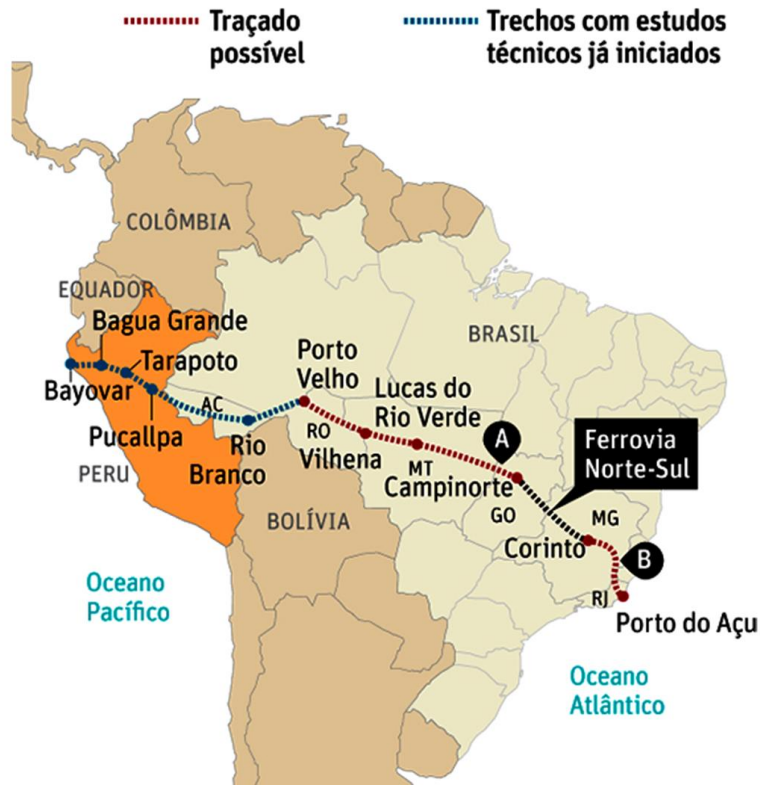 Traçado
possível
Trechos com estudos
técnicos já iniciados
COLÔMBIA
EQUADOR
Bagua Grande
BRASIL
Tarapoto
Porto
Velho
Bayovar
Lucas do
Rio Verde
AC
Pucallpa
RO
Rio
Branco
Vilhena
A
Ferrovia
Norte-Sul
PERU
MT
Campinorte
BOLÍVIA
GO
MG
Corinto
B
Oceano
Pacífico
RJ
Porto do Açu
Oceano
Atlântico